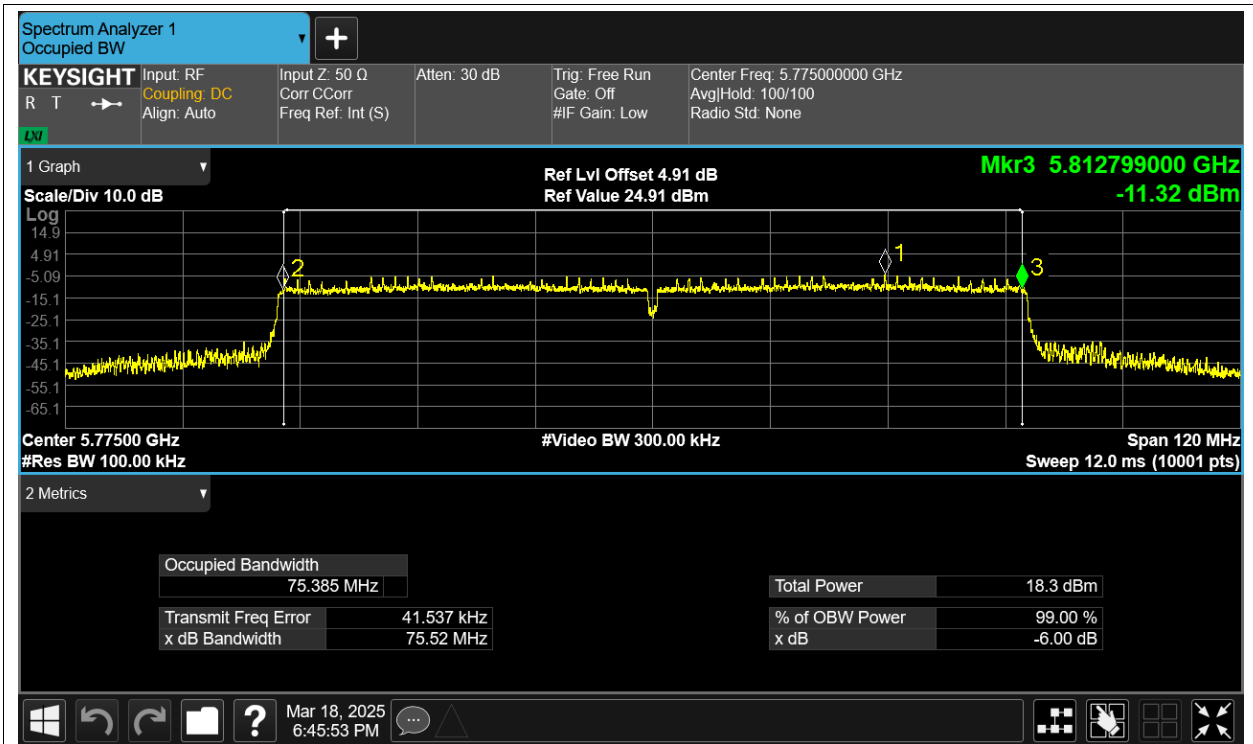 Spectrum Analyzer 1
Occupied BW
KEYSIGHT
R T
LXI
Input: RF
Coupling: DC
Align: Auto
Input Z: 50 Ω
Corr CCorr
Freq Ref: Int (S)
Atten: 30 dB
Trig: Free Run
Gate: Off
#IF Gain: Low
Center Freq: 5.775000000 GHz
Avg|Hold: 100/100
Radio Std: None
1 Graph
Scale/Div 10.0 dB
Ref Lvl Offset 4.91 dB
Ref Value 24.91 dBm
Mkr3 5.812799000 GHz
-11.32 dBm
Log
14.9
4.91
-5.09
-15.1
-25.1
-35.1
-45.1
-55.1
-65.1
2
1
3
Center 5.77500 GHz
#Video BW 300.00 kHz
Span 120 MHz
#Res BW 100.00 kHz
Sweep 12.0 ms (10001 pts)
2 Metrics
Occupied Bandwidth
75.385 MHz
Transmit Freq Error 41.537 kHz
x dB Bandwidth 75.52 MHz
Total Power 18.3 dBm
% of OBW Power 99.00 %
x dB -6.00 dB
?
Mar 18, 2025
6:45:53 PM